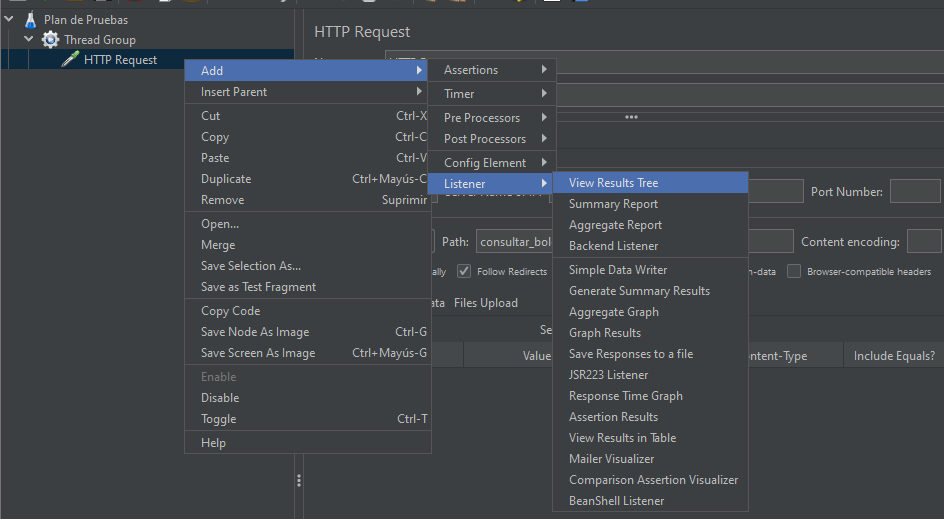 Plan de Pruebas
Thread Group
HTTP Request
HTTP Request
Add
Insert Parent
Cut Ctrl-X
Copy Ctrl-C
Paste Ctrl-V
Duplicate Ctrl+Mayús-C
Remove Suprimir
Open...
Merge
Save Selection As...
Save as Test Fragment
Copy Code
Save Node As Image Ctrl-G
Save Screen As Image Ctrl+Mayús-G
Enable
Disable
Toggle Ctrl-T
Help
Assertions
Timer
Pre Processors
Post Processors
Config Element
Listener
View Results Tree
Summary Report
Aggregate Report
Backend Listener
Simple Data Writer
Generate Summary Results
Aggregate Graph
Graph Results
Save Responses to a file
JSR223 Listener
Response Time Graph
Assertion Results
View Results in Table
Mailer Visualizer
Comparison Assertion Visualizer
BeanShell Listener
Port Number:
Path: consultar_bol
Content encoding:
Follow Redirects
Browser-compatible headers
Files Upload
Value
Include Equals?